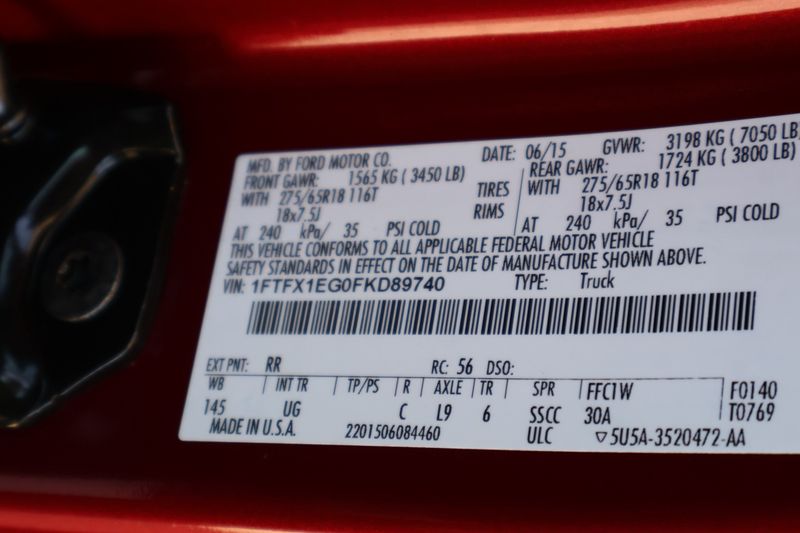 MFD. BY FORD MOTOR CO. DATE: 06/15 GVWR: 3198 KG ( 7050 LB
FRONT GAWR: 1565 KG ( 3450 LB) REAR GAWR: 1724 KG ( 3800 LB)
WITH 275/65R18 116T TIRES WITH 275/65R18 116T
18x7.5J RIMS 18x7.5J
AT 240 kPa/ 35 PSI COLD AT 240 kPa/ 35 PSI COLD
THIS VEHICLE CONFORMS TO ALL APPLICABLE FEDERAL MOTOR VEHICLE
SAFETY STANDARDS IN EFFECT ON THE DATE OF MANUFACTURE SHOWN ABOVE.
VIN: 1FTFX1EG0FKD89740 TYPE: Truck
EXT PNT: RR RC: 56 DSO:
WB INT TR TP/PS R AXLE TR SPR FFC1W F0140
145 UG C L9 6 SSCC 30A T0769
MADE IN U.S.A. 2201506084460 ULC ▽5U5A-3520472-AA